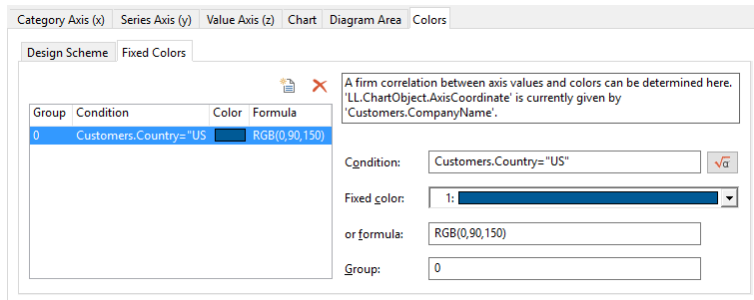 Category Axis (x) Series Axis (y) Value Axis (z) Chart Diagram Area Colors
Design Scheme Fixed Colors
A firm correlation between axis values and colors can be determined here.
'LL.ChartObject.AxisCoordinate' is currently given by
'Customers.CompanyName'.
Group Condition Color Formula
0 Customers.Country="US RGB(0,90,150)
Condition: Customers.Country="US" √α
Fixed color: 1:
or formula: RGB(0,90,150)
Group: 0